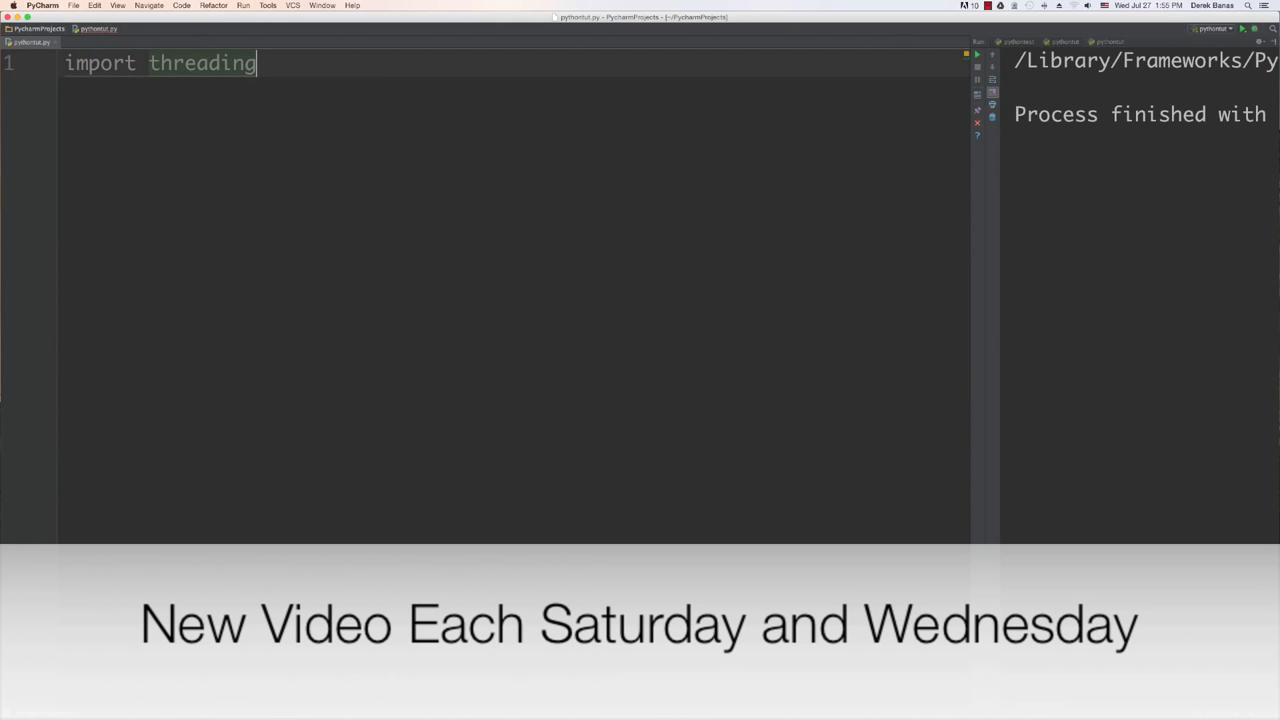 PyCharm File Edit View Navigate Code Refactor Run Tools VCS Window Help
10 Wed Jul 27 1:55 PM Derek Banas
pythontut.py - PycharmProjects - [~/PycharmProjects]
PycharmProjects pythontut.py pythontut
pythontut.py
Run: pythontest pythontut pythontut
1 import threading
/Library/Frameworks/Py
Process finished with
New Video Each Saturday and Wednesday